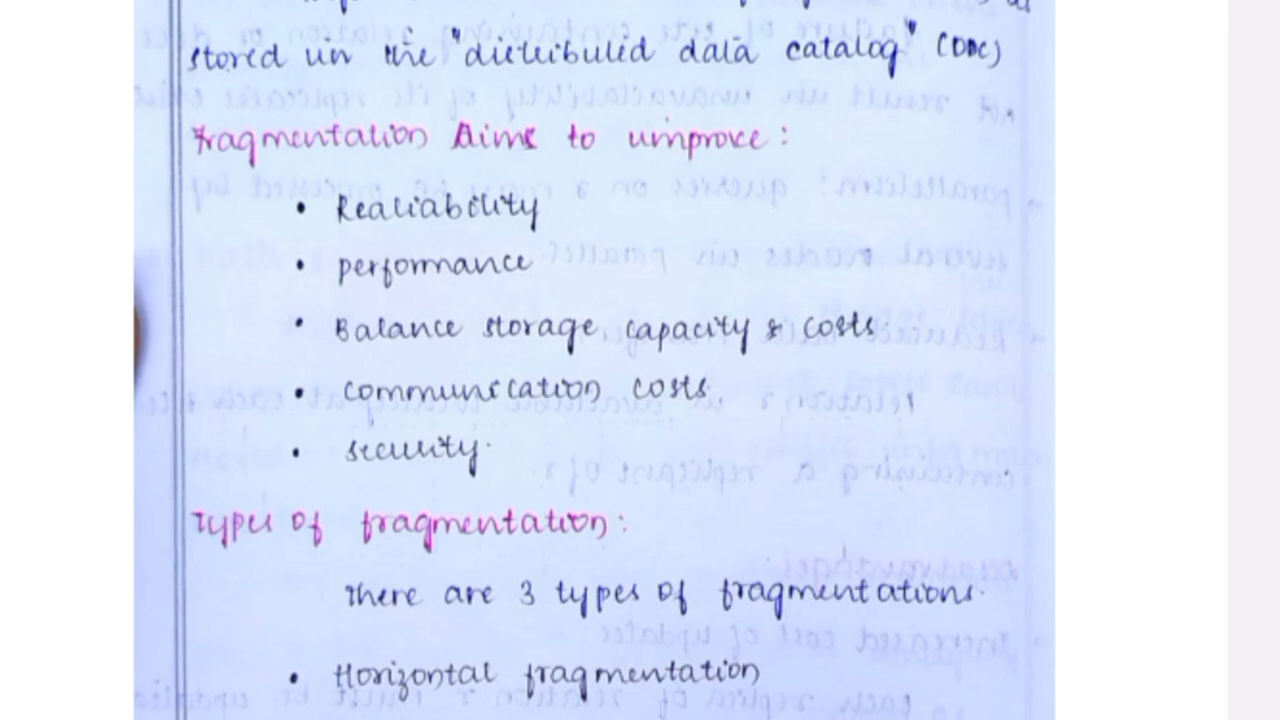 stored in the "distributed data catalog" (DDC)
Fragmentation Aims to improve :
• Realiability
• performance
• Balance storage capacity & costs.
• communication costs.
• security.
Types of fragmentation :
There are 3 types of fragmentations.
• Horizontal fragmentation